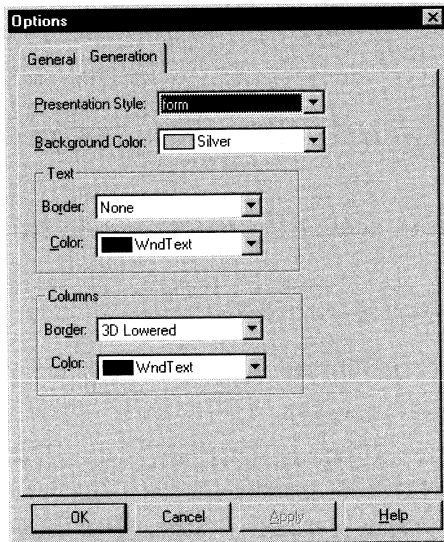 Options
General Generation
Presentation Style: form
Background Color: Silver
Text
Border: None
Color: WndText
Columns
Border: 3D Lowered
Color: WndText
OK Cancel Apply Help